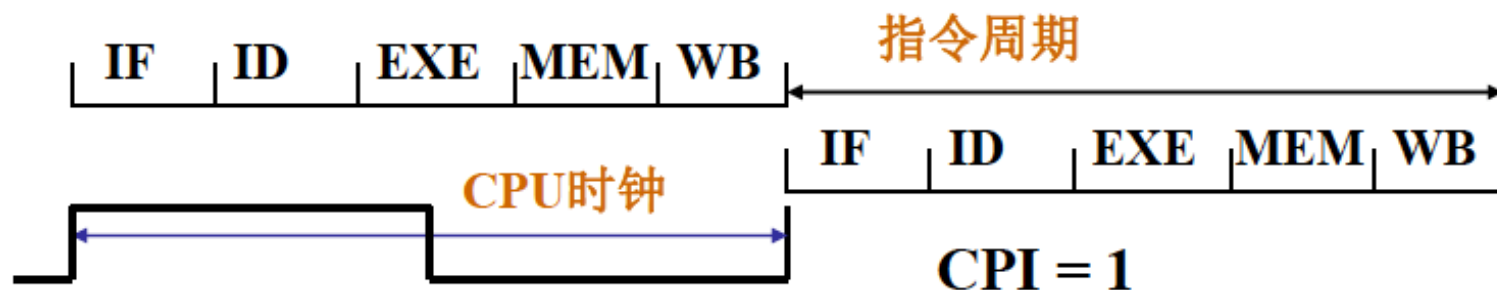 IF ID EXE MEM WB 指令周期
IF ID EXE MEM WB
CPU时钟
CPI = 1